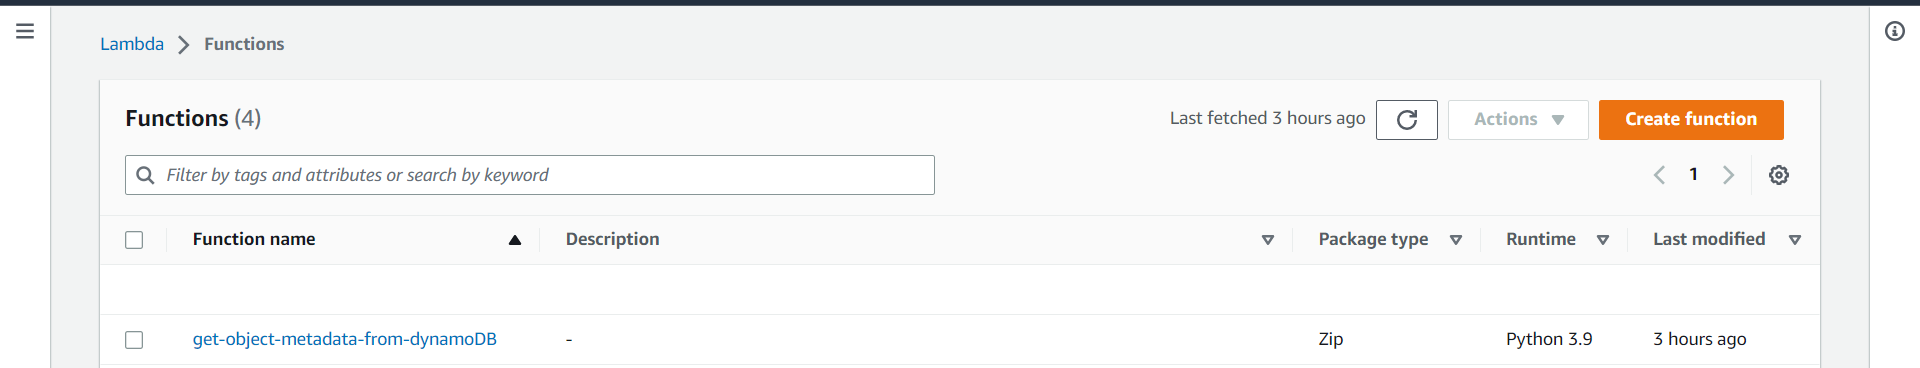 Lambda > Functions
Functions (4)
Last fetched 3 hours ago
Actions
Create function
Filter by tags and attributes or search by keyword
1
Function name Description Package type Runtime Last modified
get-object-metadata-from-dynamoDB - Zip Python 3.9 3 hours ago